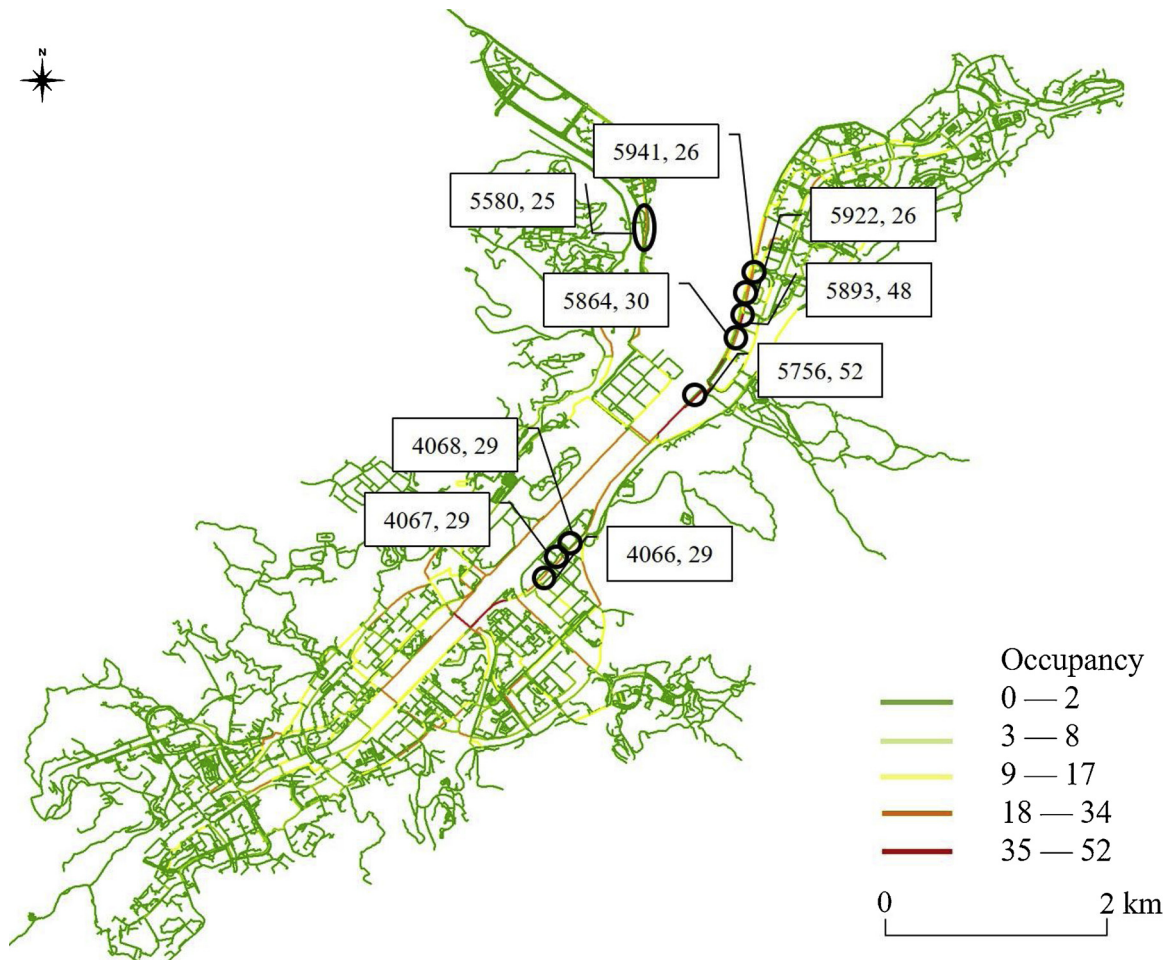 N
5941, 26
5580, 25
5922, 26
5864, 30
5893, 48
5756, 52
4068, 29
4067, 29
4066, 29
Occupancy
0 — 2
3 — 8
9 — 17
18 — 34
35 — 52
0 2 km